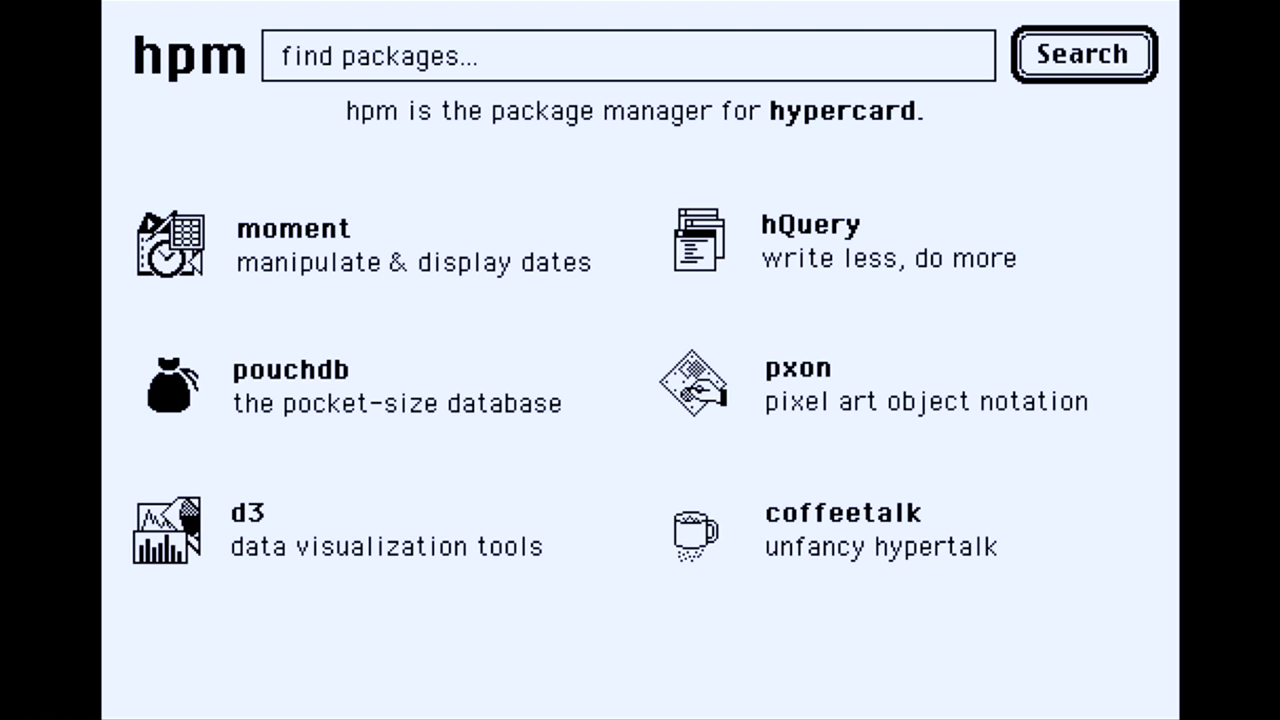 hpm find packages... Search
hpm is the package manager for hypercard.
moment
manipulate & display dates
hQuery
write less, do more
pouchdb
the pocket-size database
pxon
pixel art object notation
d3
data visualization tools
coffeetalk
unfancy hypertalk